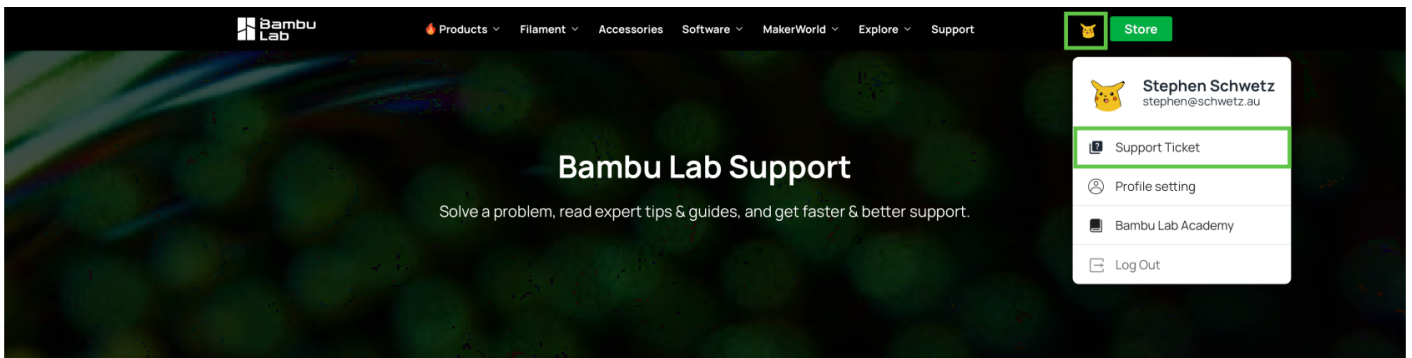 Bambu
Lab
Products
Filament
Accessories
Software
MakerWorld
Explore
Support
Store
Stephen Schwetz
stephen@schwetz.au
Support Ticket
Profile setting
Bambu Lab Academy
Log Out
Bambu Lab Support
Solve a problem, read expert tips & guides, and get faster & better support.